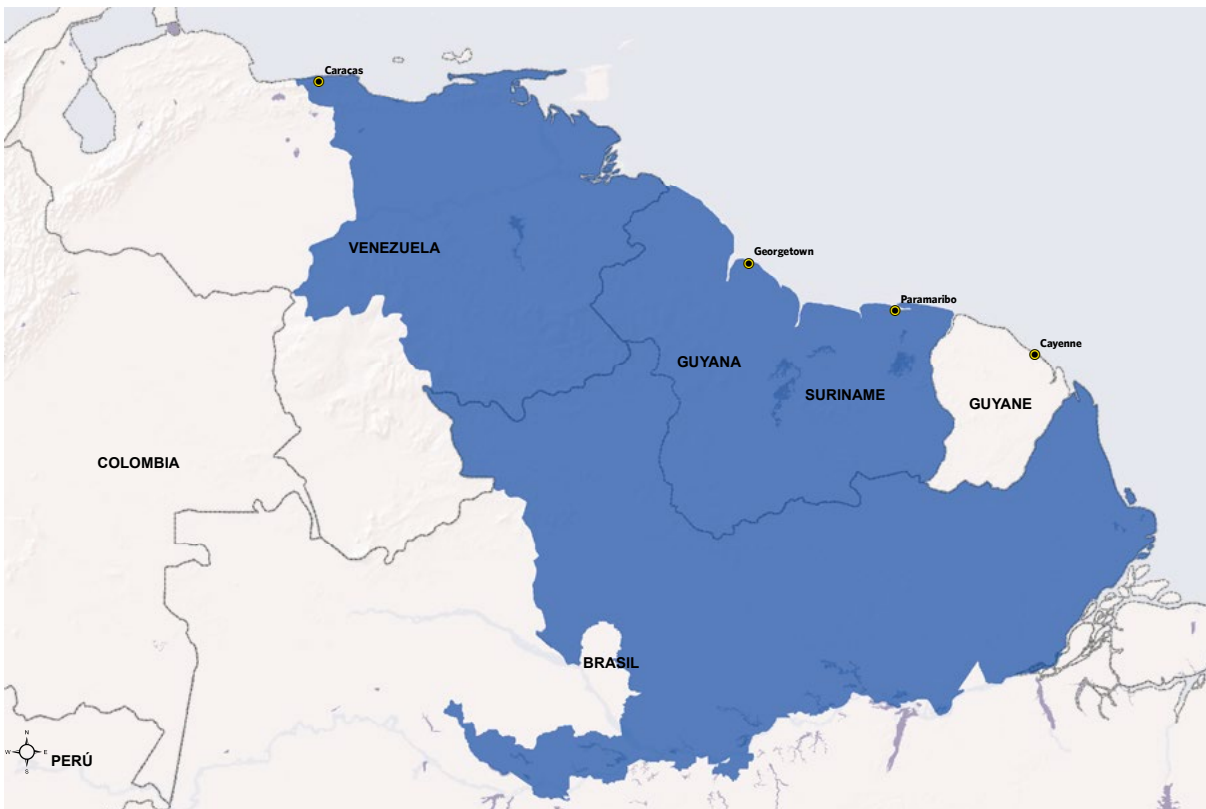 Caraças
VENEZUELA
Georgetown
Paramaribo
GUYANA
Cayenne
SURINAME
GUYANE
COLOMBIA
BRASIL
N
W E
S
PERÚ